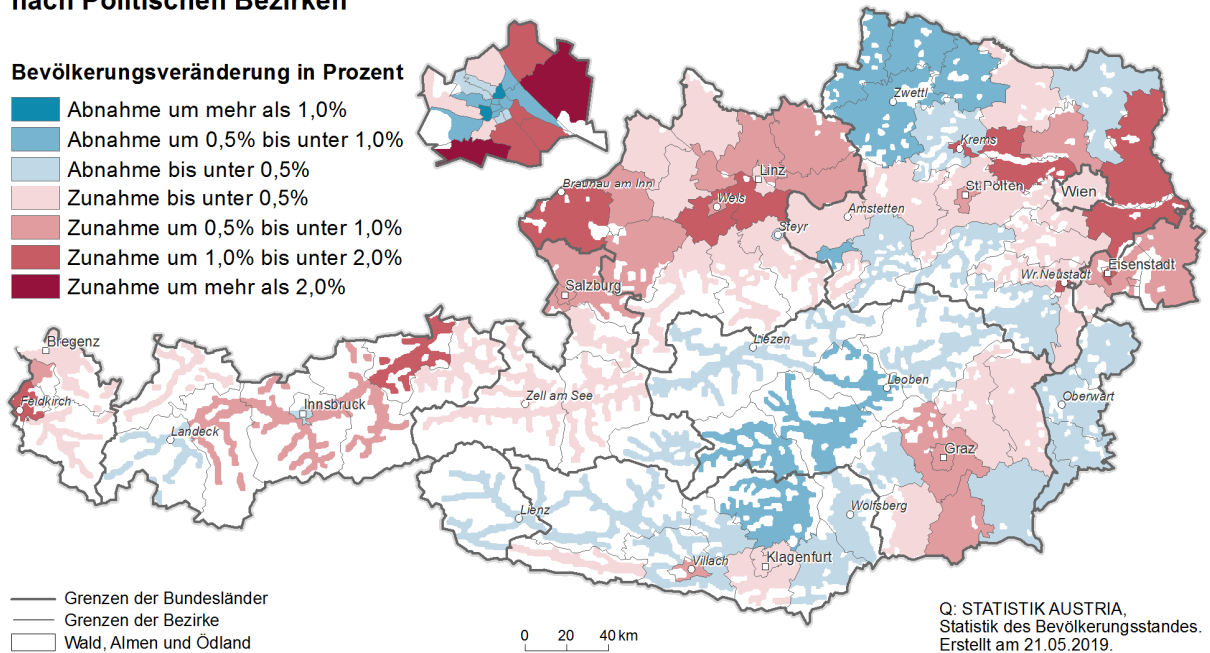 nach Politischen Bezirken
Bevölkerungsveränderung in Prozent
Abnahme um mehr als 1,0%
Abnahme um 0,5% bis unter 1,0%
Abnahme bis unter 0,5%
Zunahme bis unter 0,5%
Zunahme um 0,5% bis unter 1,0%
Zunahme um 1,0% bis unter 2,0%
Zunahme um mehr als 2,0%
Zwettl
Krems
Linz
Braunau am Inn
St.Pölten
Wien
Wels
Amstetten
Steyr
Eisenstadt
Wr.Neustadt
Salzburg
Bregenz
Liezen
Leoben
Zell am See
Oberwart
Feldkirch
Innsbruck
Landeck
Graz
Lienz
Wolfsberg
Klagenfurt
Villach
Grenzen der Bundesländer
Grenzen der Bezirke
Wald, Almen und Ödland
0 20 40 km
Q: STATISTIK AUSTRIA,
Statistik des Bevölkerungsstandes.
Erstellt am 21.05.2019.